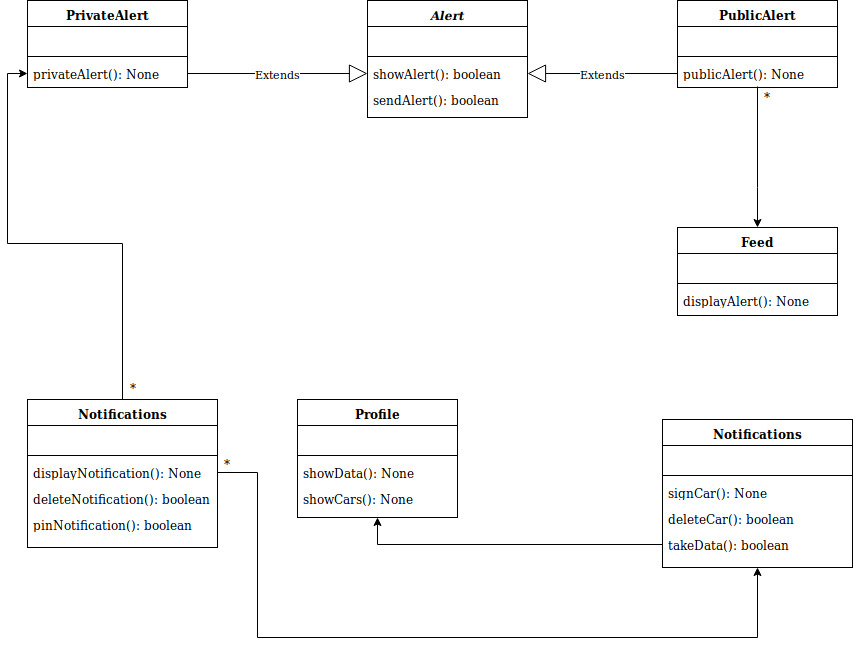 PrivateAlert
privateAlert(): None
Extends
Alert
showAlert(): boolean
sendAlert(): boolean
Extends
PublicAlert
publicAlert(): None
*
Feed
displayAlert(): None
*
Notifications
displayNotification(): None
deleteNotification(): boolean
pinNotification(): boolean
*
Profile
showData(): None
showCars(): None
Notifications
signCar(): None
deleteCar(): boolean
takeData(): boolean